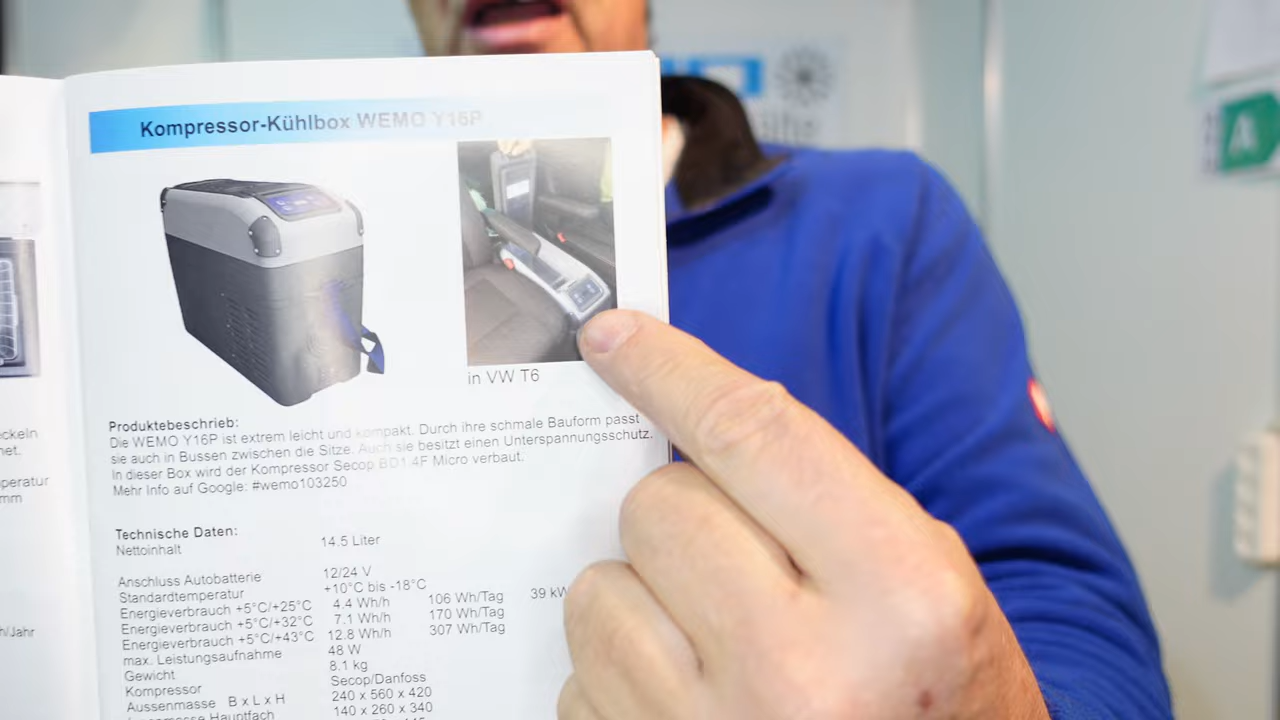 Kompressor-Kühlbox WEMO Y16P
in VW T6
Produktebeschrieb:
Die WEMO Y16P ist extrem leicht und kompakt. Durch ihre schmale Bauform passt
sie auch in Bussen zwischen die Sitze. Auch sie besitzt einen Unterspannungsschutz.
In dieser Box wird der Kompressor Secop BD1.4F Micro verbaut.
Mehr Info auf Google: #wemo103250
Technische Daten:
Nettoinhalt 14.5 Liter
Anschluss Autobatterie 12/24 V
Standardtemperatur +10°C bis -18°C
Energieverbrauch +5°C/+25°C 4.4 Wh/h 106 Wh/Tag 39 kW
Energieverbrauch +5°C/+32°C 7.1 Wh/h 170 Wh/Tag
Energieverbrauch +5°C/+43°C 12.8 Wh/h 307 Wh/Tag
max. Leistungsaufnahme 48 W
Gewicht 8.1 kg
Kompressor Secop/Danfoss
Aussenmasse B x L x H 240 x 560 x 420
140 x 260 x 340
mm
h/Jahr
A